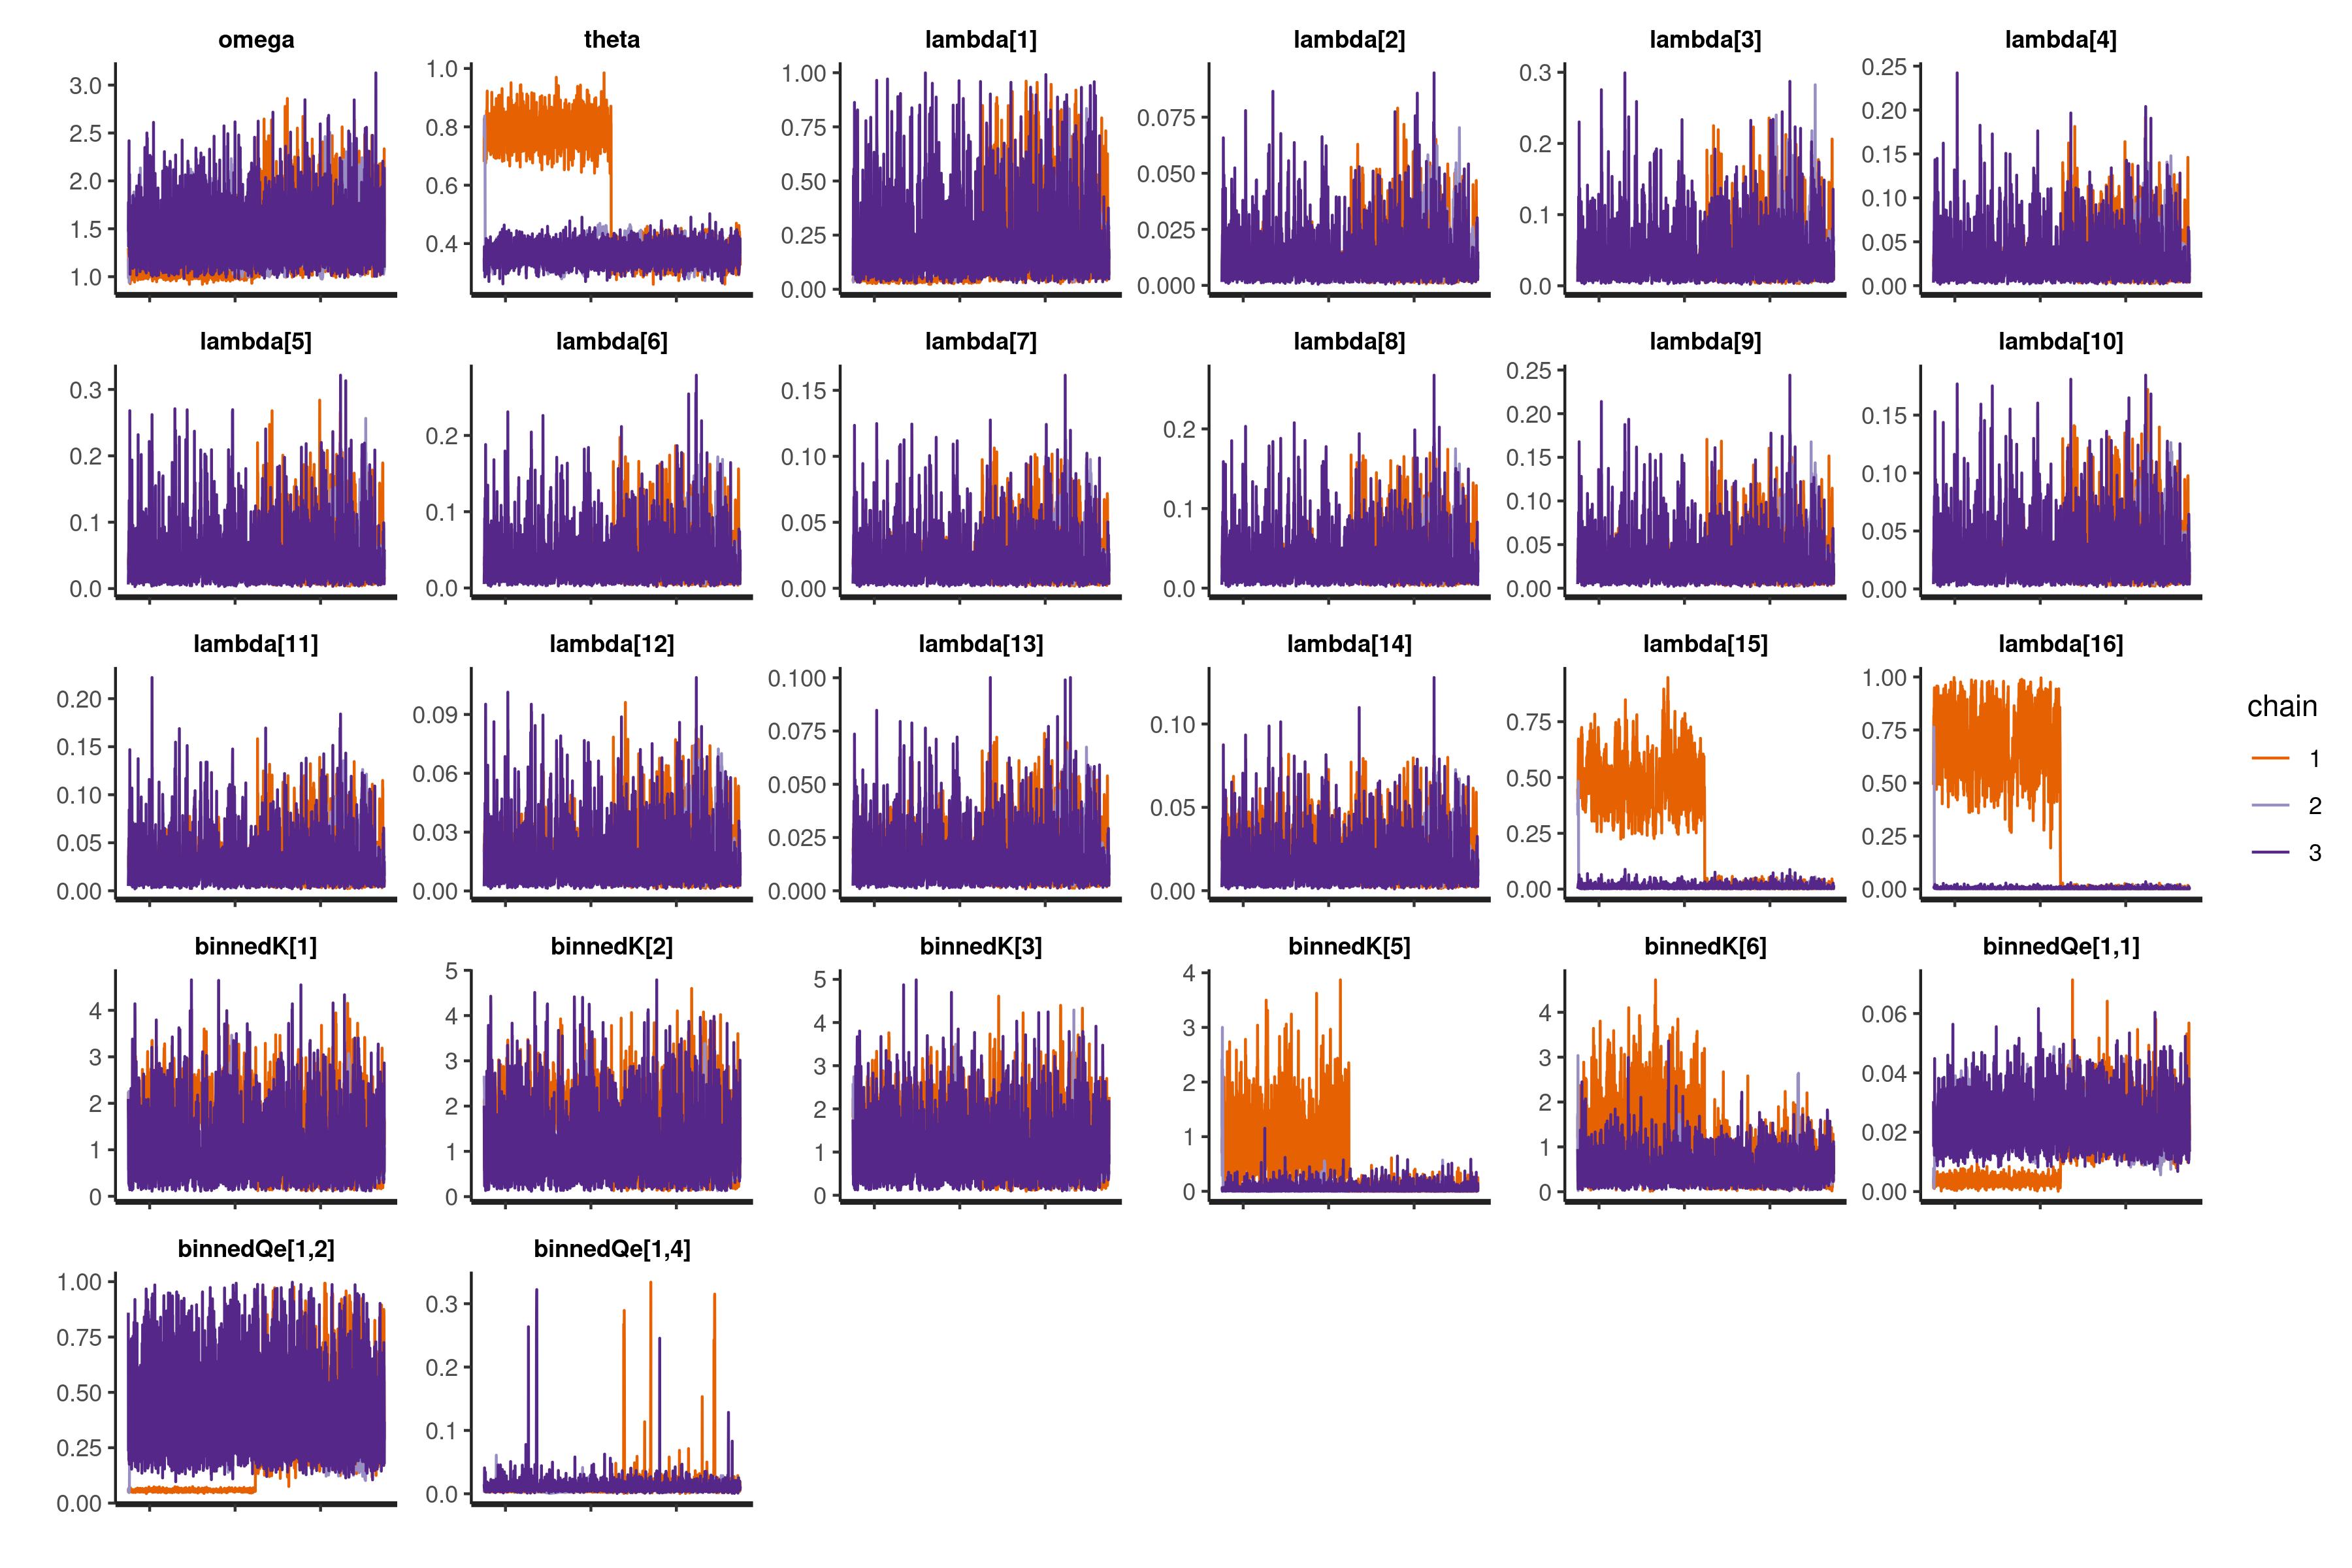 omega theta lambda[1] lambda[2] lambda[3] lambda[4]
3.0 2.5 2.0 1.5 1.0
1.0 0.8 0.6 0.4
1.00 0.75 0.50 0.25 0.00
0.075 0.050 0.025 0.000
0.3 0.2 0.1 0.0
0.25 0.20 0.15 0.10 0.05 0.00
lambda[5] lambda[6] lambda[7] lambda[8] lambda[9] lambda[10]
0.3 0.2 0.1 0.0
0.2 0.1 0.0
0.15 0.10 0.05 0.00
0.2 0.1 0.0
0.25 0.20 0.15 0.10 0.05 0.00
0.15 0.10 0.05 0.00
lambda[11] lambda[12] lambda[13] lambda[14] lambda[15] lambda[16]
0.20 0.15 0.10 0.05 0.00
0.09 0.06 0.03 0.00
0.100 0.075 0.050 0.025 0.000
0.10 0.05 0.00
0.75 0.50 0.25 0.00
1.00 0.75 0.50 0.25 0.00
chain
1
2
3
binnedK[1] binnedK[2] binnedK[3] binnedK[5] binnedK[6] binnedQe[1,1]
4 3 2 1 0
5 4 3 2 1 0
5 4 3 2 1 0
4 3 2 1 0
4 3 2 1 0
0.06 0.04 0.02 0.00
binnedQe[1,2] binnedQe[1,4]
1.00 0.75 0.50 0.25 0.00
0.3 0.2 0.1 0.0